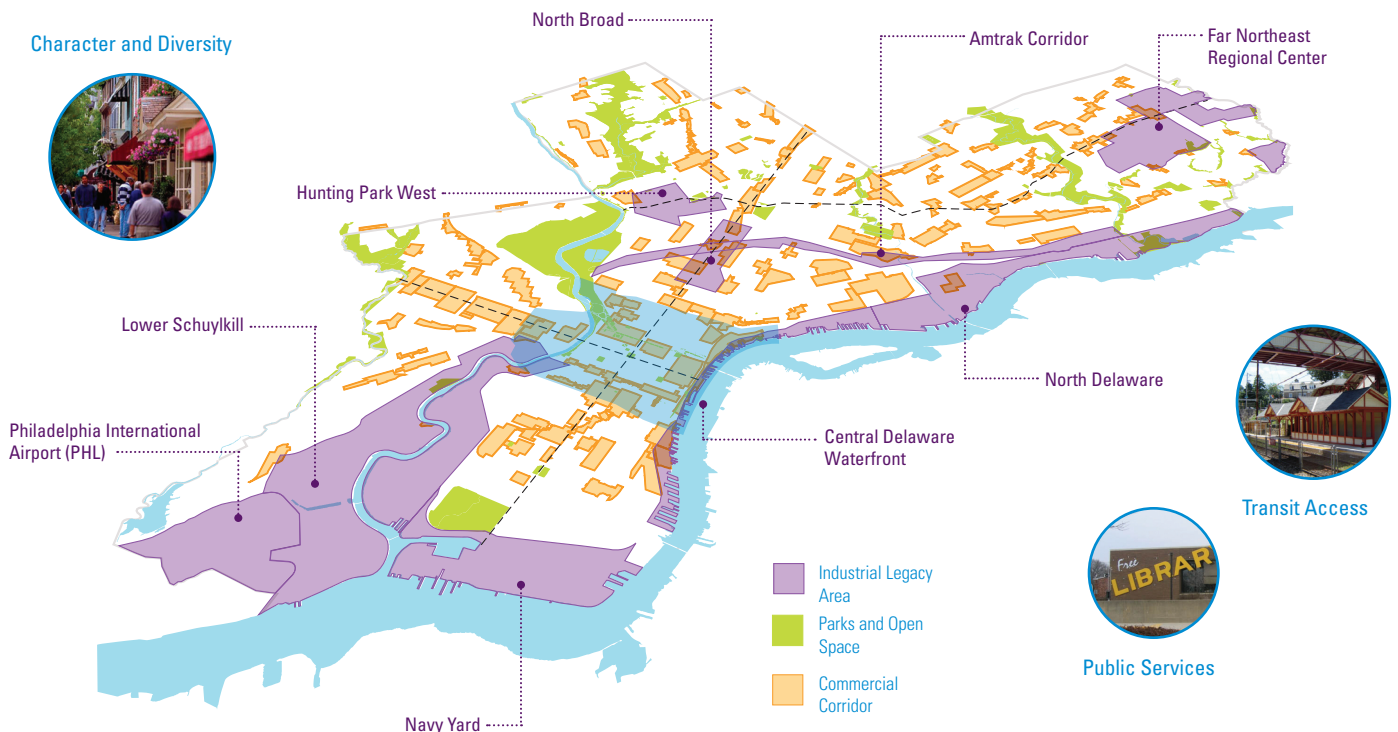 North Broad
Amtrak Corridor
Far Northeast
Regional Center
Character and Diversity
Hunting Park West
Lower Schuylkill
Philadelphia International
Airport (PHL)
North Delaware
Central Delaware
Waterfront
Transit Access
Industrial Legacy
Area
Parks and Open
Space
Commercial
Corridor
Free
LIBRAR
Public Services
Navy Yard